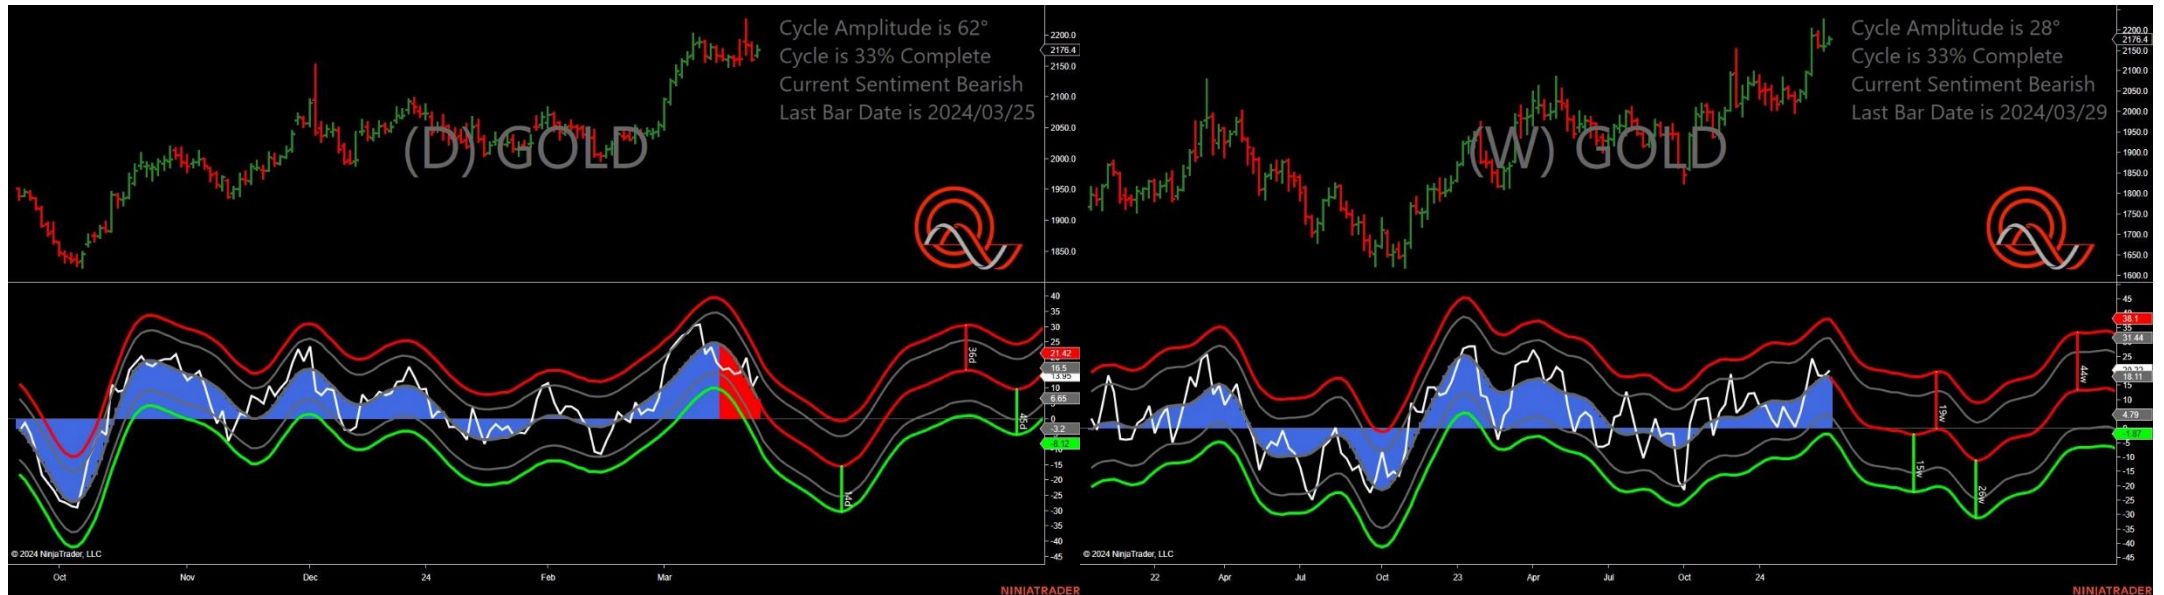 Cycle Amplitude is 62°
Cycle is 33% Complete
Current Sentiment Bearish
Last Bar Date is 2024/03/25
(D) GOLD
2200.0
2176.4
2150.0
2100.0
2050.0
2000.0
1950.0
1900.0
1850.0
40
35
30
25
21.42
16.5
13.95
10
6.65
0
-3.2
-8.12
-15
-20
-25
-30
-35
-40
-45
36d
45d
14d
© 2024 NinjaTrader, LLC
Oct Nov Dec 24 Feb Mar
NINJATRADER
Cycle Amplitude is 28°
Cycle is 33% Complete
Current Sentiment Bearish
Last Bar Date is 2024/03/29
(W) GOLD
2200.0
2176.4
2150.0
2100.0
2050.0
2000.0
1950.0
1900.0
1850.0
1800.0
1750.0
1700.0
1650.0
1600.0
45
38.1
35
31.44
25
18.11
15
10
4.79
-1.87
-5
-10
-15
-20
-25
-30
-35
-40
-45
19w
44w
15w
26w
© 2024 NinjaTrader, LLC
22 Apr Jul Oct 23 Apr Jul Oct 24
NINJATRADER